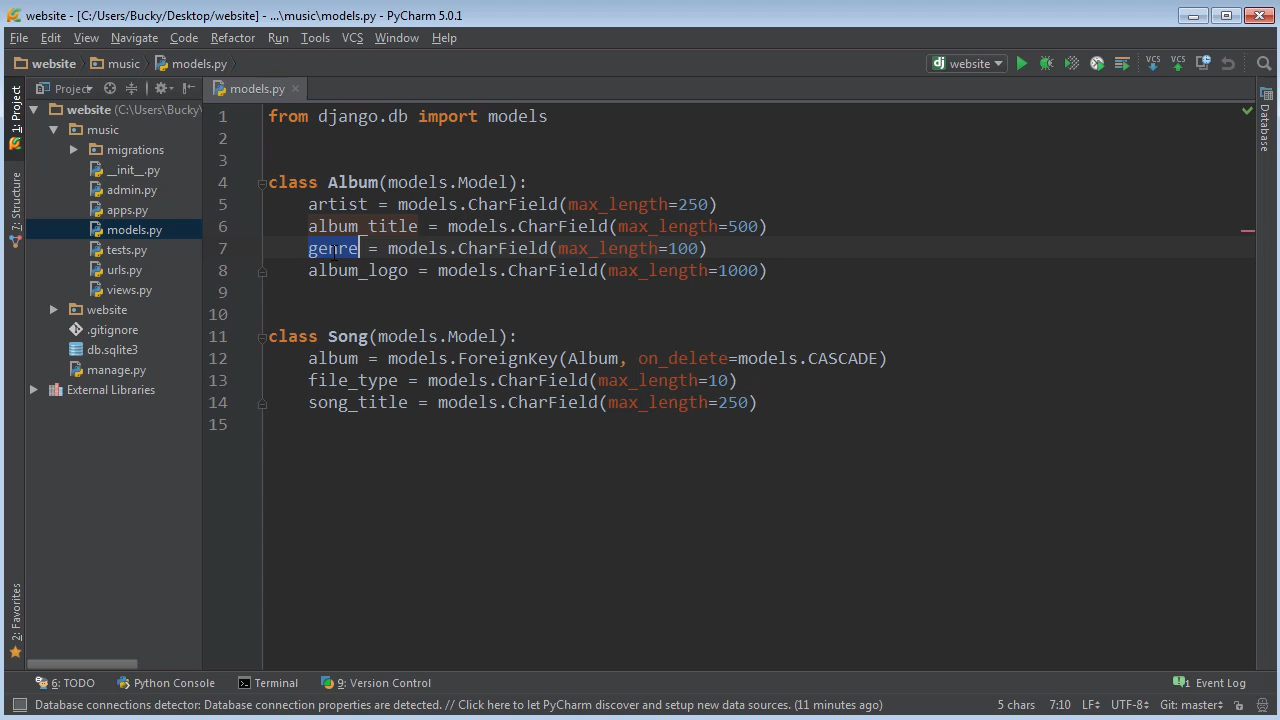 website - [C:/Users/Bucky/Desktop/website] - ...\music\models.py - PyCharm 5.0.1
File Edit View Navigate Code Refactor Run Tools VCS Window Help
website music models.py website VCS VCS
Project models.py
1: Project
7: Structure
2: Favorites
Database
website (C:\Users\Bucky\
music
migrations
__init__.py
admin.py
apps.py
models.py
tests.py
urls.py
views.py
website
.gitignore
db.sqlite3
manage.py
External Libraries
1 from django.db import models
2
3
4 class Album(models.Model):
5     artist = models.CharField(max_length=250)
6     album_title = models.CharField(max_length=500)
7     genre = models.CharField(max_length=100)
8     album_logo = models.CharField(max_length=1000)
9
10
11 class Song(models.Model):
12     album = models.ForeignKey(Album, on_delete=models.CASCADE)
13     file_type = models.CharField(max_length=10)
14     song_title = models.CharField(max_length=250)
15
6: TODO Python Console Terminal 9: Version Control 1 Event Log
Database connections detector: Database connection properties are detected. // Click here to let PyCharm discover and setup new data sources. (11 minutes ago) 5 chars 7:10 LF UTF-8 Git: master